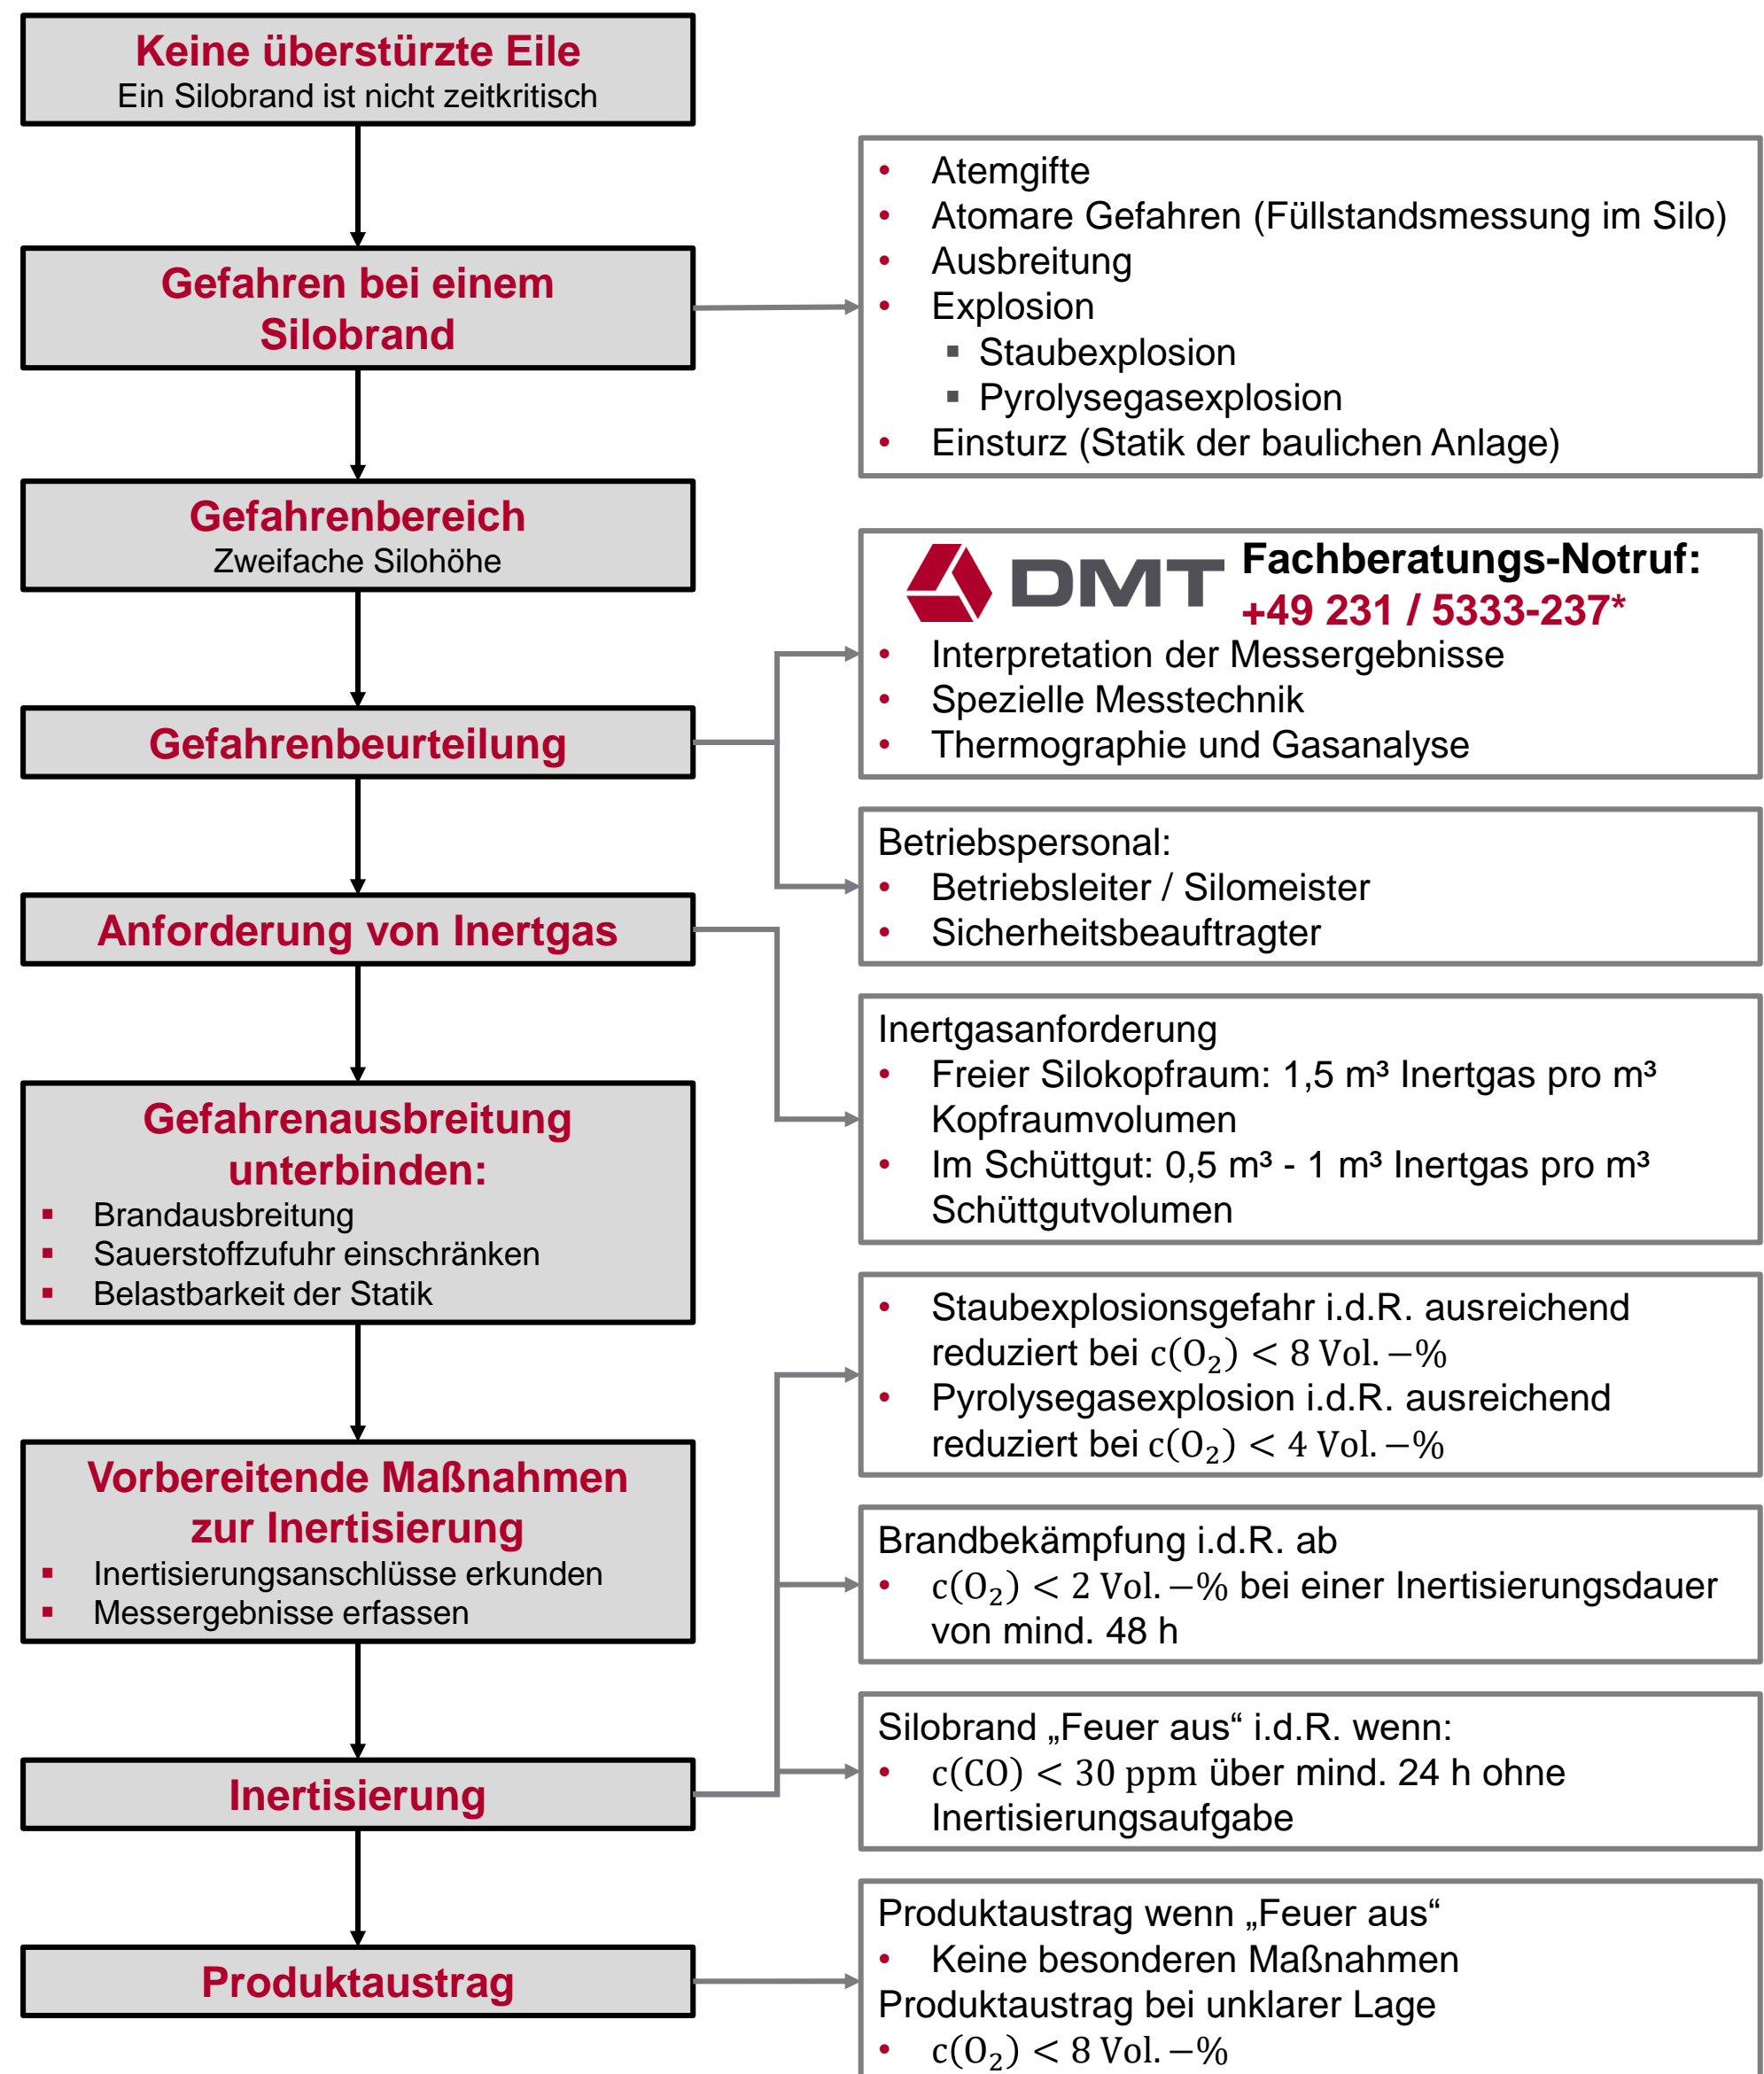 Keine überstürzte Eile
Ein Silobrand ist nicht zeitkritisch
Gefahren bei einem
Silobrand
• Atemgifte
• Atomare Gefahren (Füllstandsmessung im Silo)
• Ausbreitung
• Explosion
▪ Staubexplosion
▪ Pyrolysegasexplosion
• Einsturz (Statik der baulichen Anlage)
Gefahrenbereich
Zweifache Silohöhe
Gefahrenbeurteilung
DMT
Fachberatungs-Notruf:
+49 231 / 5333-237*
• Interpretation der Messergebnisse
• Spezielle Messtechnik
• Thermographie und Gasanalyse
Betriebspersonal:
• Betriebsleiter / Silomeister
• Sicherheitsbeauftragter
Anforderung von Inertgas
Inertgasanforderung
• Freier Silokopfraum: 1,5 m³ Inertgas pro m³
Kopfraumvolumen
• Im Schüttgut: 0,5 m³ - 1 m³ Inertgas pro m³
Schüttgutvolumen
Gefahrenausbreitung
unterbinden:
▪ Brandausbreitung
▪ Sauerstoffzufuhr einschränken
▪ Belastbarkeit der Statik
Vorbereitende Maßnahmen
zur Inertisierung
▪ Inertisierungsanschlüsse erkunden
▪ Messergebnisse erfassen
Inertisierung
• Staubexplosionsgefahr i.d.R. ausreichend
reduziert bei c(O₂) < 8 Vol.−%
• Pyrolysegasexplosion i.d.R. ausreichend
reduziert bei c(O₂) < 4 Vol.−%
Brandbekämpfung i.d.R. ab
• c(O₂) < 2 Vol.−% bei einer Inertisierungsdauer
von mind. 48 h
Silobrand „Feuer aus“ i.d.R. wenn:
• c(CO) < 30 ppm über mind. 24 h ohne
Inertisierungsaufgabe
Produktaustrag
Produktaustrag wenn „Feuer aus“
• Keine besonderen Maßnahmen
Produktaustrag bei unklarer Lage
• c(O₂) < 8 Vol.−%